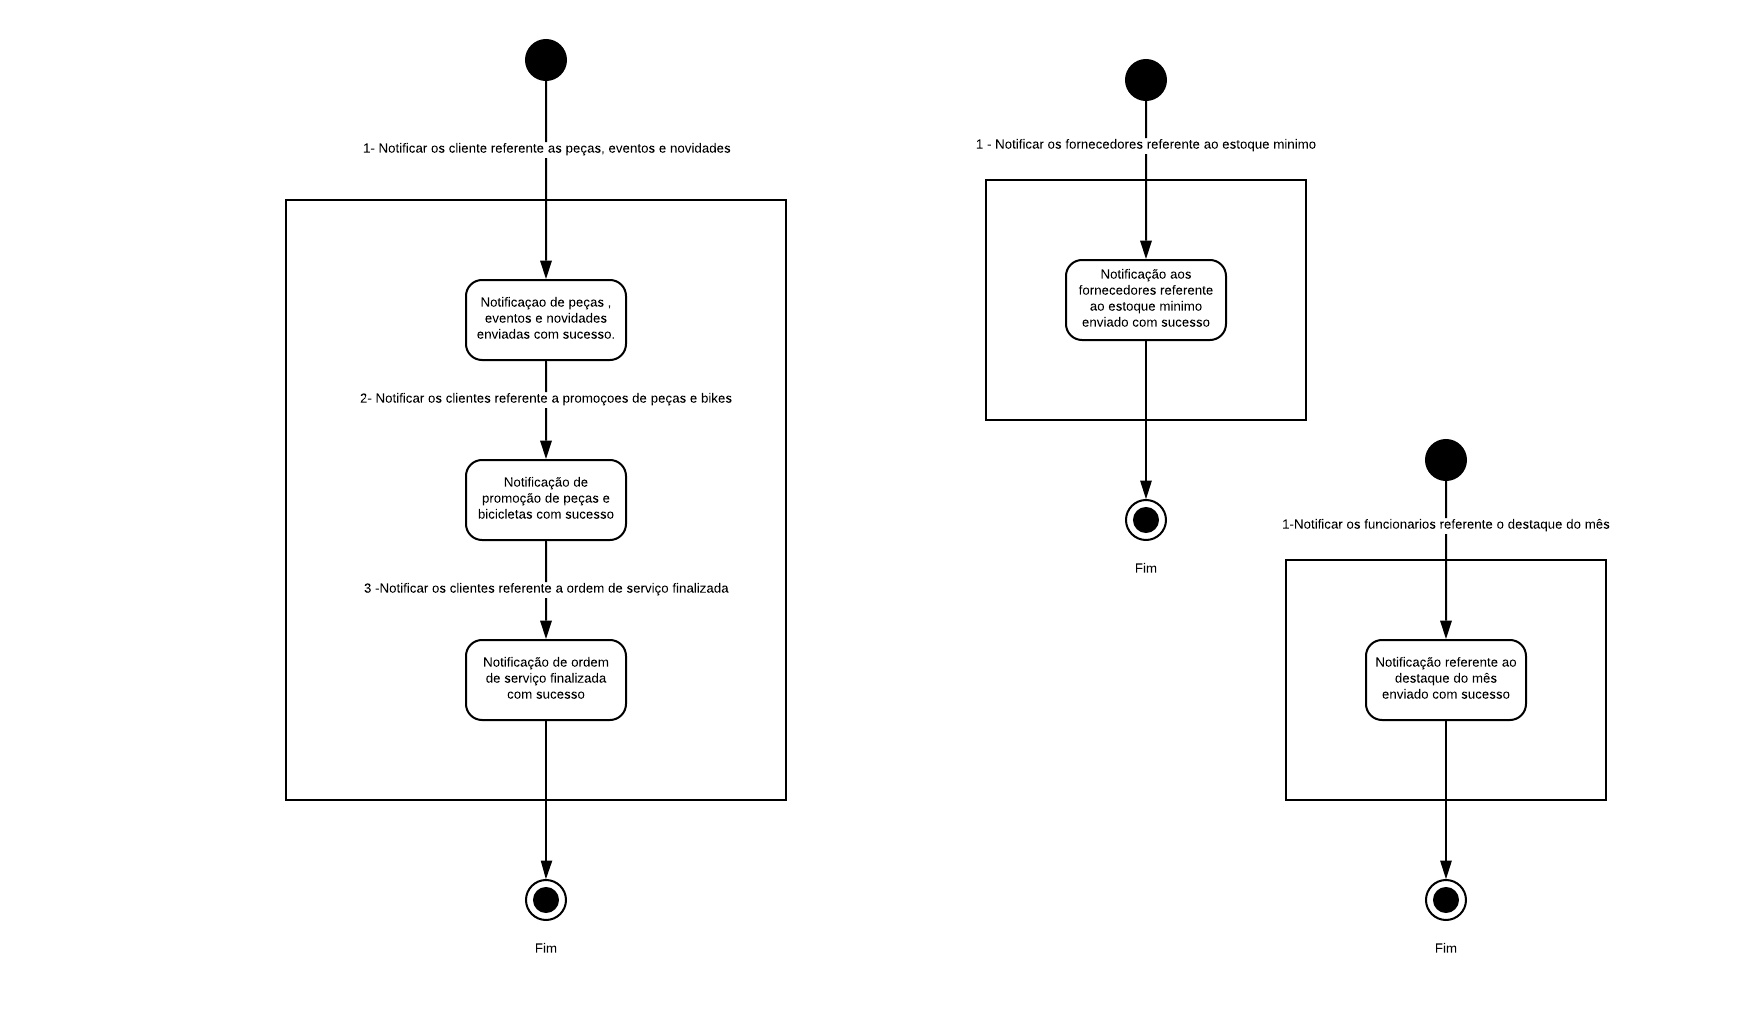 1- Notificar os cliente referente as peças, eventos e novidades
Notificaçao de peças ,
eventos e novidades
enviadas com sucesso.
2- Notificar os clientes referente a promoçoes de peças e bikes
Notificação de
promoção de peças e
bicicletas com sucesso
3 -Notificar os clientes referente a ordem de serviço finalizada
Notificação de ordem
de serviço finalizada
com sucesso
Fim
1 - Notificar os fornecedores referente ao estoque minimo
Notificação aos
fornecedores referente
ao estoque minimo
enviado com sucesso
Fim
1-Notificar os funcionarios referente o destaque do mês
Notificação referente ao
destaque do mês
enviado com sucesso
Fim